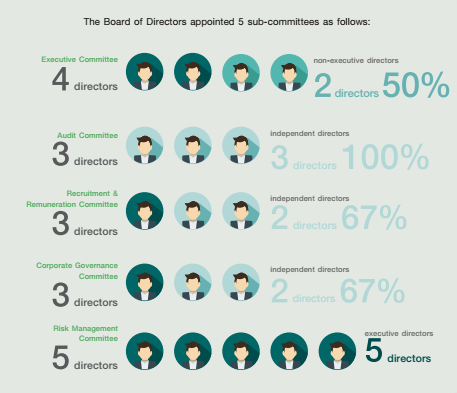 The Board of Directors appointed 5 sub-committees as follows:
Executive Committee
4 directors
non-executive directors
2 directors 50%
Audit Committee
3 directors
independent directors
3 directors 100%
Recruitment &
Remuneration Committee
3 directors
independent directors
2 directors 67%
Corporate Governance
Committee
3 directors
independent directors
2 directors 67%
Risk Management
Committee
5 directors
executive directors
5 directors